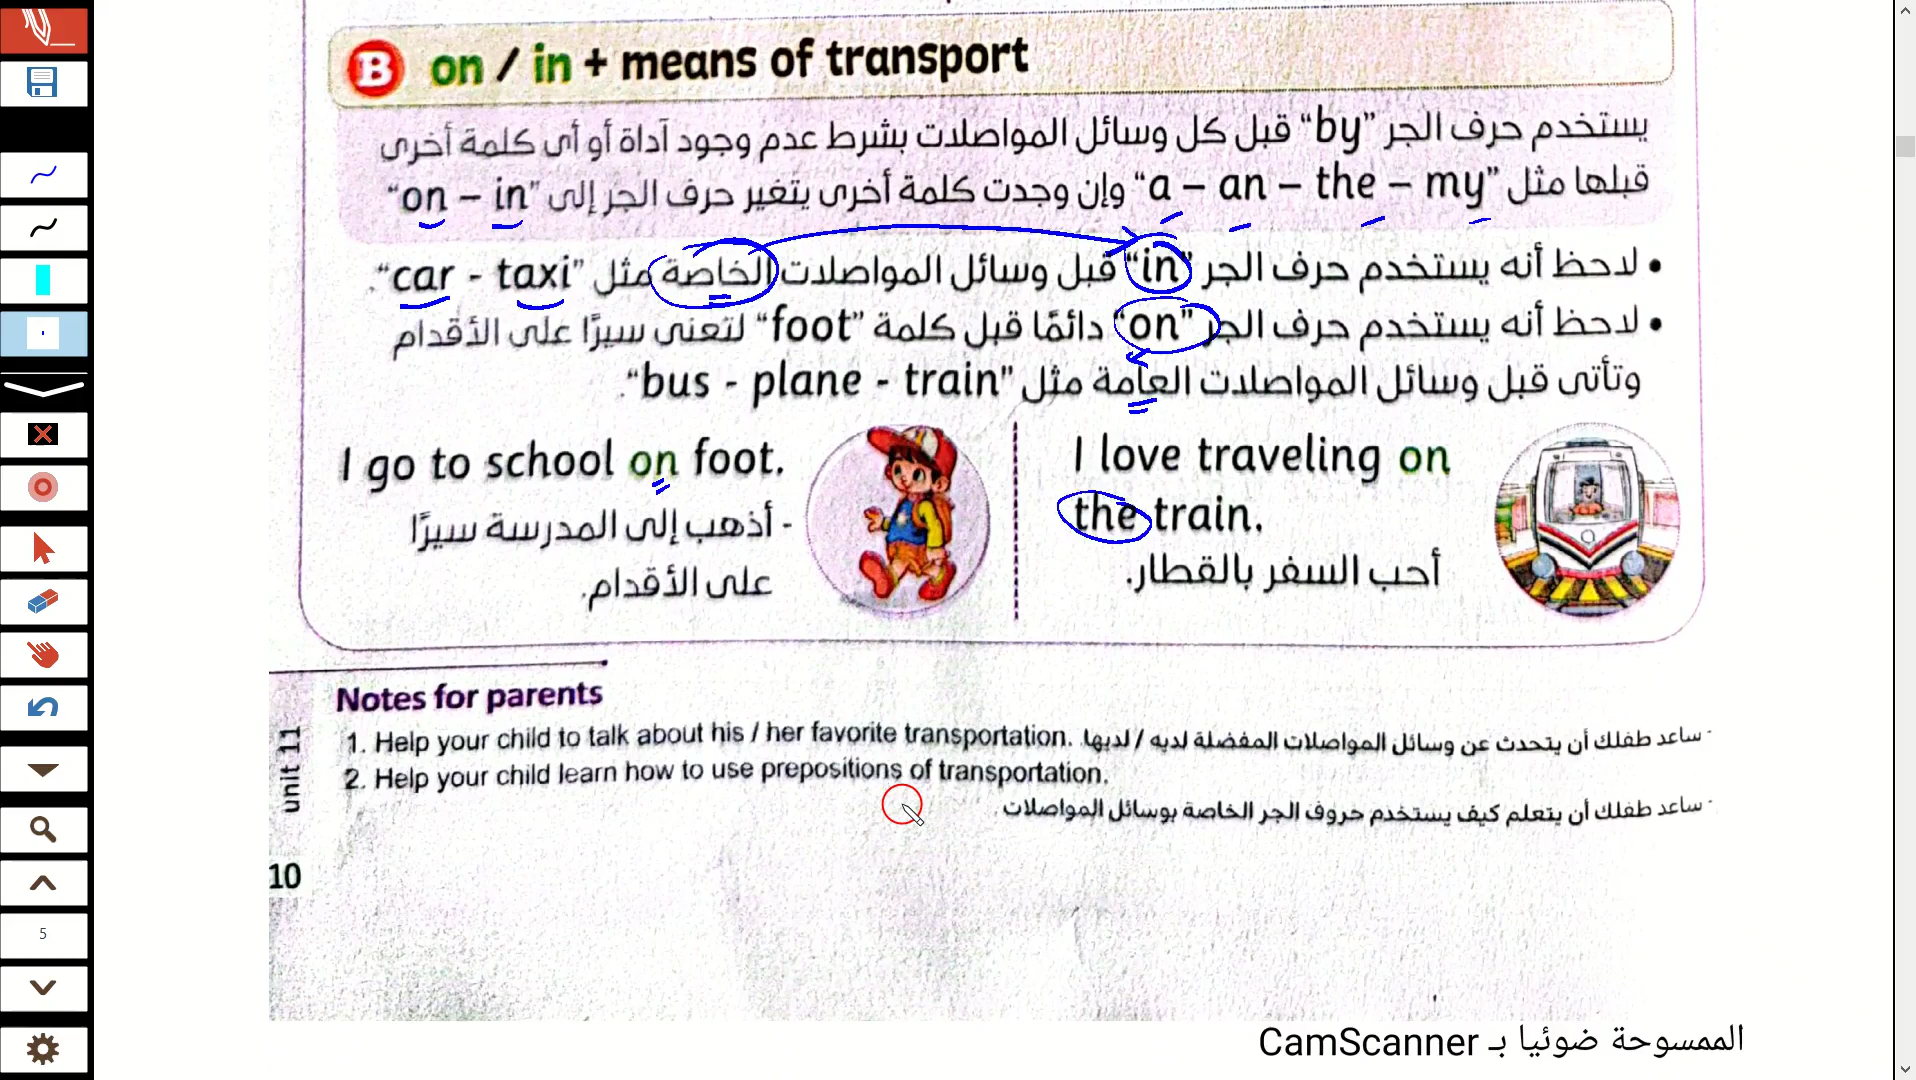 B on / in + means of transport
يستخدم حرف الجر "by" قبل كل وسائل المواصلات بشرط عدم وجود آداة أو أى كلمة أخرى
قبلها مثل "a – an – the – my" وإن وجدت كلمة أخرى يتغير حرف الجر إلى "on – in"
• لاحظ أنه يستخدم حرف الجر "in" قبل وسائل المواصلات الخاصة مثل "car - taxi".
• لاحظ أنه يستخدم حرف الجر "on" دائمًا قبل كلمة "foot" لتعنى سيرًا على الأقدام
وتأتى قبل وسائل المواصلات العامة مثل "bus - plane - train".
I go to school on foot.
- أذهب إلى المدرسة سيرًا
على الأقدام.
I love traveling on
the train.
أحب السفر بالقطار.
Notes for parents
1. Help your child to talk about his / her favorite transportation. - ساعد طفلك أن يتحدث عن وسائل المواصلات المفضلة لديه / لديها.
2. Help your child learn how to use prepositions of transportation.
- ساعد طفلك أن يتعلم كيف يستخدم حروف الجر الخاصة بوسائل المواصلات.
unit 11
10
5
الممسوحة ضوئيا بـ CamScanner